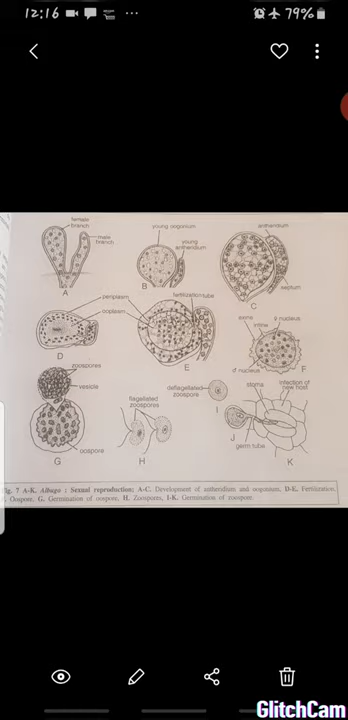 12:16
79%
female
branch
male
branch
A
young oogonium
young
antheridium
B
antheridium
septum
C
periplasm
ooplasm
D
fertilization tube
E
exine
intine
♀ nucleus
♂ nucleus
F
zoospores
vesicle
oospore
G
flagellated
zoospores
H
deflagellated
zoospore
I
stoma
infection of
new host
J
germ tube
K
Fig. 7 A-K. Albugo : Sexual reproduction; A-C. Development of antheridium and oogonium, D-E. Fertilization,
Oospore, G. Germination of oospore, H. Zoospores, I-K. Germination of zoospore.
GlitchCam